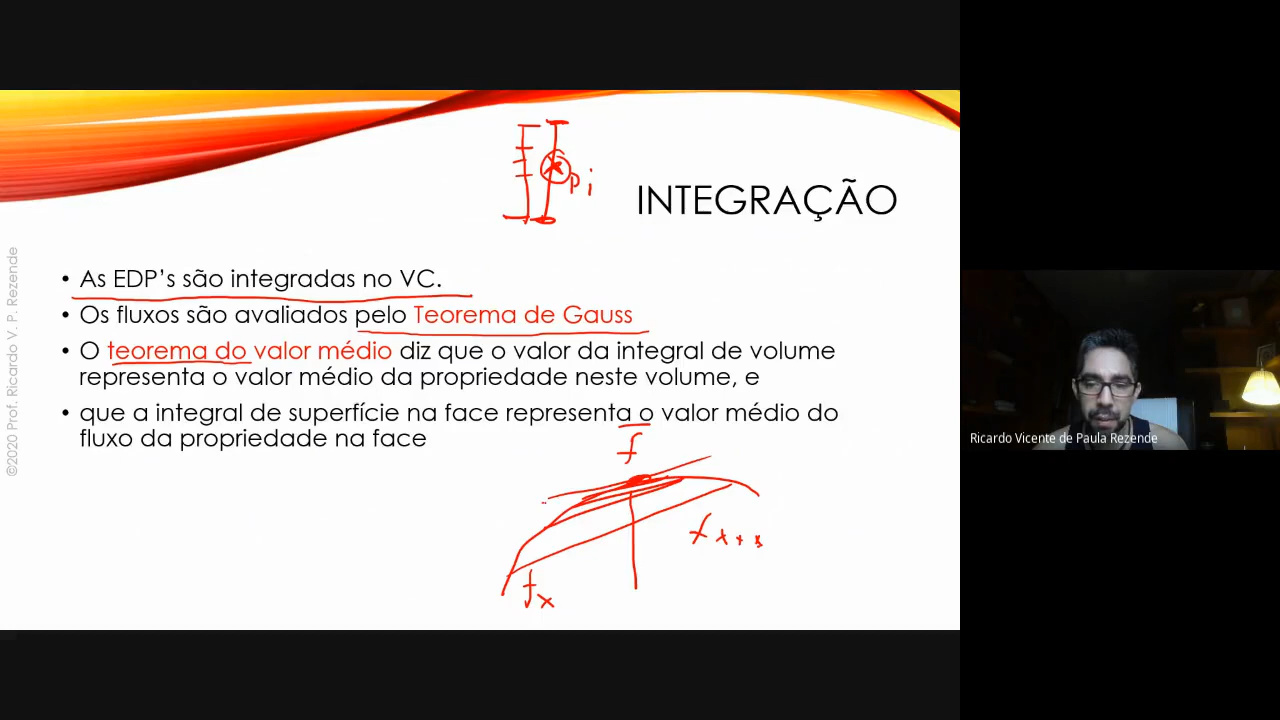 pi
INTEGRAÇÃO
• As EDP's são integradas no VC.
• Os fluxos são avaliados pelo Teorema de Gauss
• O teorema do valor médio diz que o valor da integral de volume
representa o valor médio da propriedade neste volume, e
• que a integral de superfície na face representa o valor médio do
fluxo da propriedade na face
f
fx
©2020 Prof. Ricardo V. P. Rezende
Ricardo Vicente de Paula Rezende